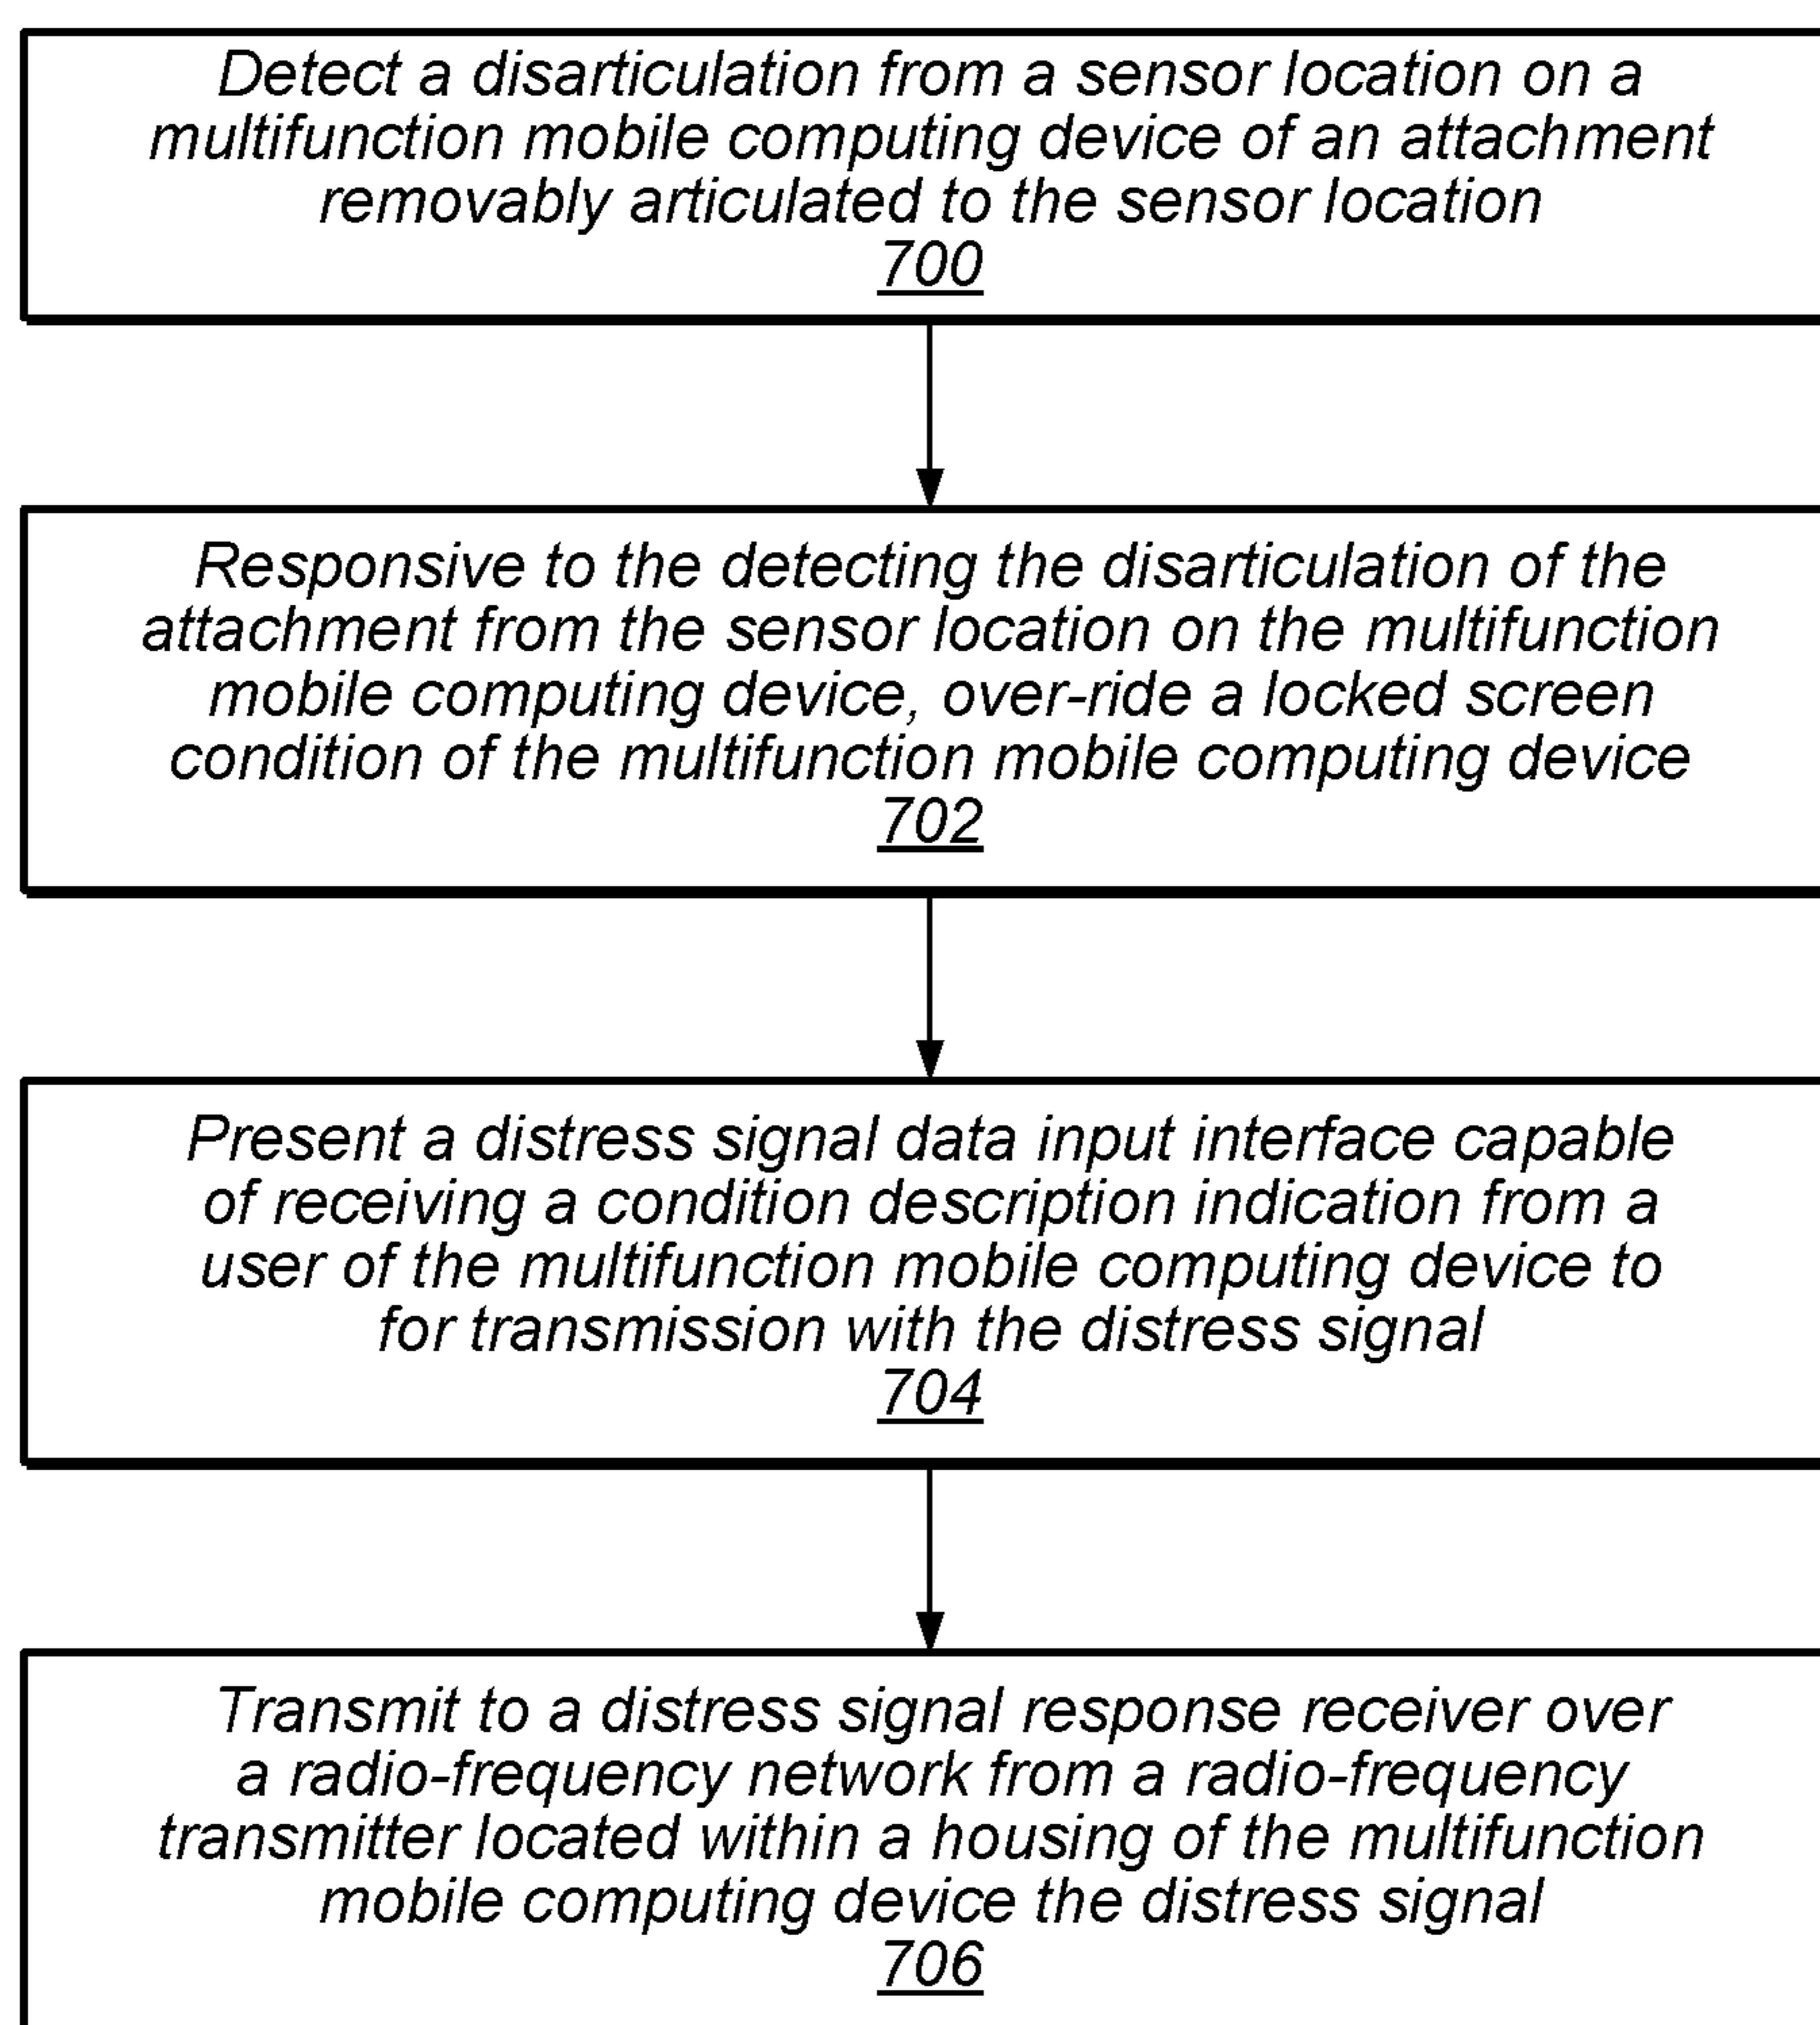 Detect a disarticulation from a sensor location on a
multifunction mobile computing device of an attachment
removably articulated to the sensor location
700
Responsive to the detecting the disarticulation of the
attachment from the sensor location on the multifunction
mobile computing device, over-ride a locked screen
condition of the multifunction mobile computing device
702
Present a distress signal data input interface capable
of receiving a condition description indication from a
user of the multifunction mobile computing device to
for transmission with the distress signal
704
Transmit to a distress signal response receiver over
a radio-frequency network from a radio-frequency
transmitter located within a housing of the multifunction
mobile computing device the distress signal
706